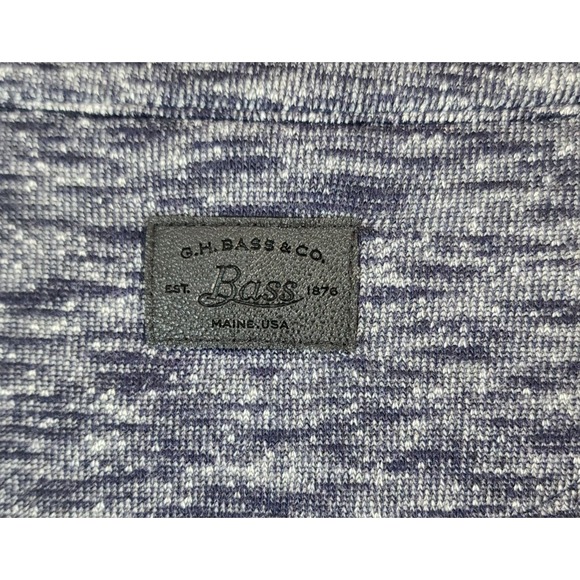 G.H. BASS & CO.
EST. Bass 1876
MAINE, USA